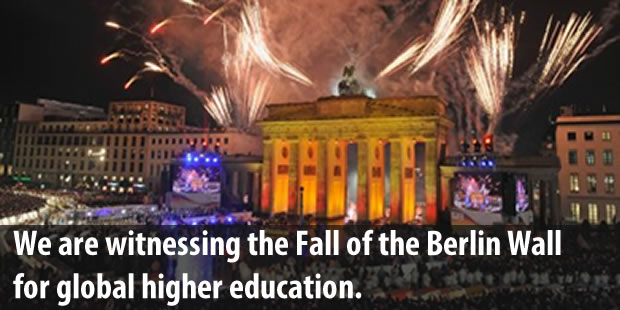 We are witnessing the Fall of the Berlin Wall
for global higher education.